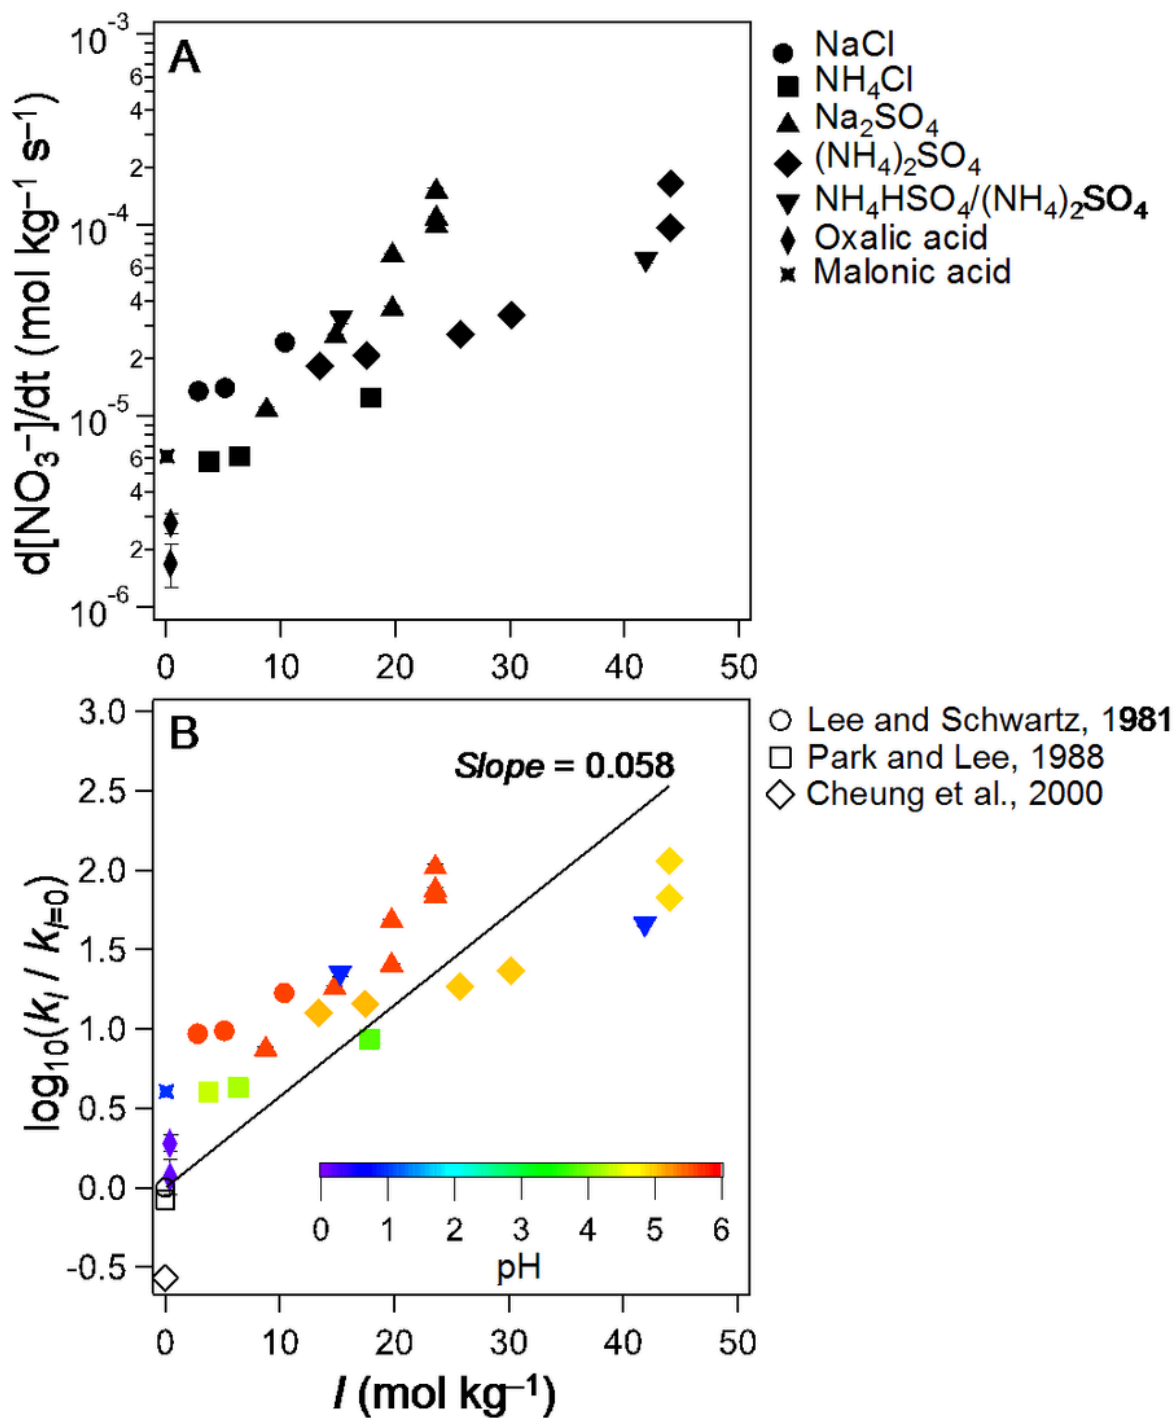 A
10⁻³
6
4
2
10⁻⁴
6
4
2
10⁻⁵
6
4
2
10⁻⁶
d[NO₃⁻]/dt (mol kg⁻¹ s⁻¹)
0 10 20 30 40 50
NaCl
NH₄Cl
Na₂SO₄
(NH₄)₂SO₄
NH₄HSO₄/(NH₄)₂SO₄
Oxalic acid
Malonic acid
B
Slope = 0.058
3.0
2.5
2.0
1.5
1.0
0.5
0.0
-0.5
log₁₀(k_I / k_I=0)
0 1 2 3 4 5 6
pH
0 10 20 30 40 50
I (mol kg⁻¹)
Lee and Schwartz, 1981
Park and Lee, 1988
Cheung et al., 2000